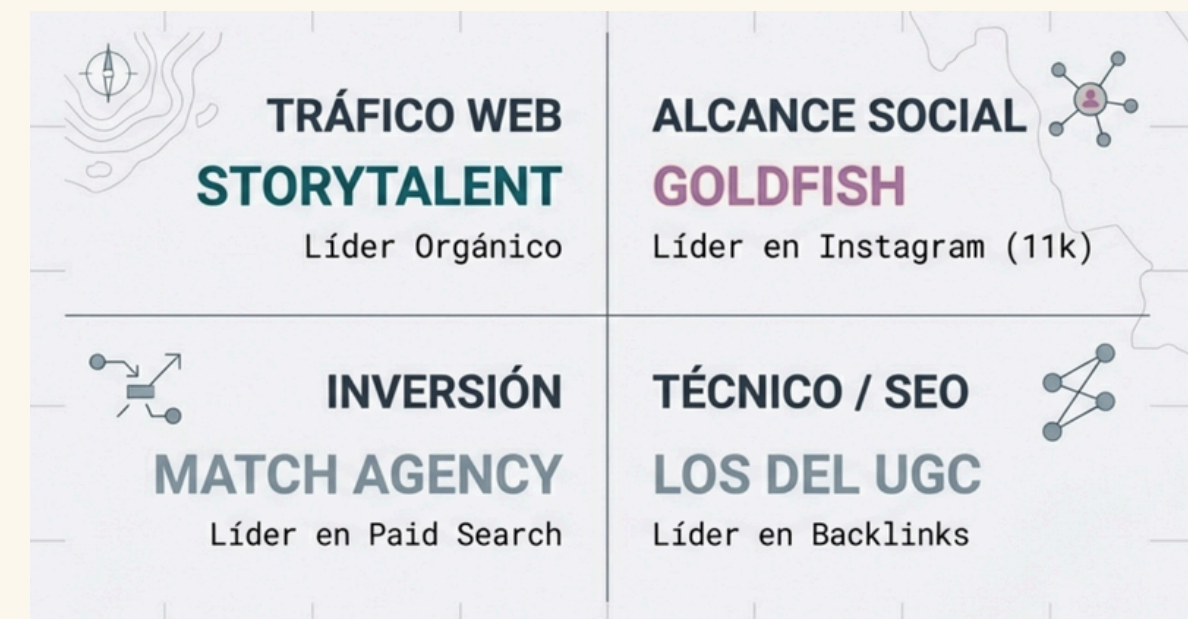 TRÁFICO WEB
STORYTALENT
Líder Orgánico
ALCANCE SOCIAL
GOLDFISH
Líder en Instagram (11k)
INVERSIÓN
MATCH AGENCY
Líder en Paid Search
TÉCNICO / SEO
LOS DEL UGC
Líder en Backlinks